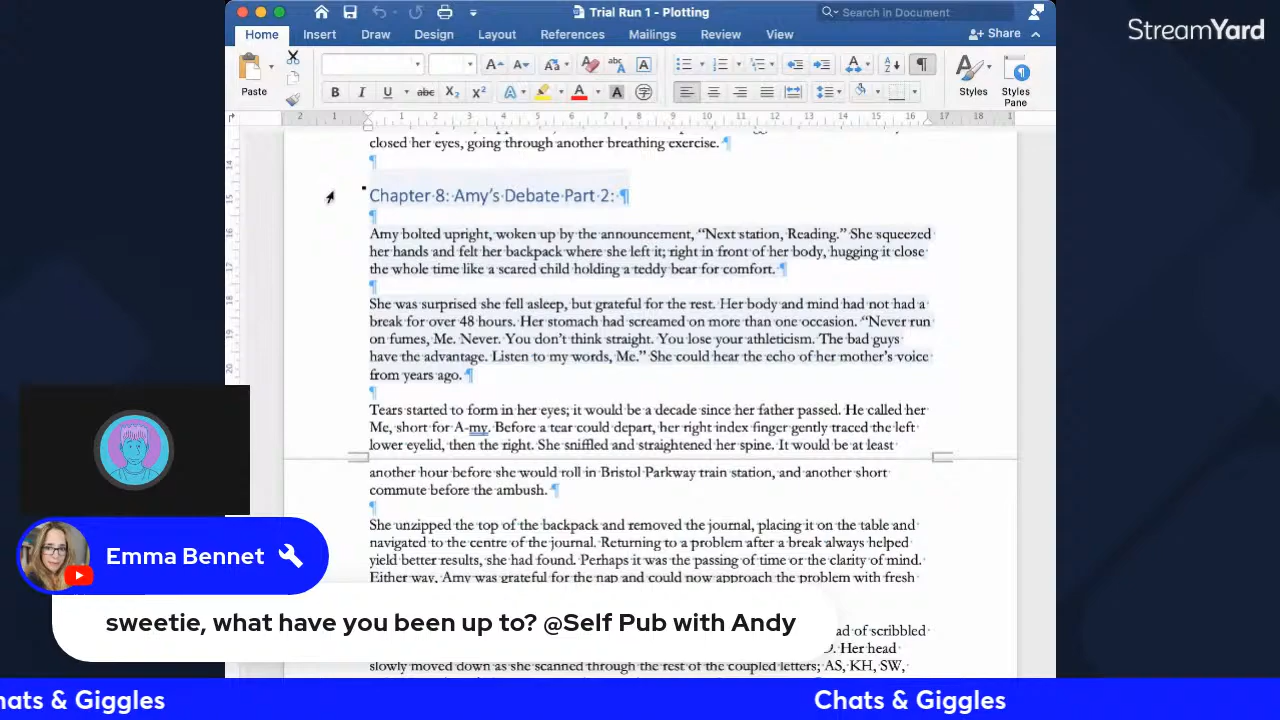 Trial Run 1 - Plotting
Search in Document
StreamYard
Home Insert Draw Design Layout References Mailings Review View Share
Paste
Styles
Styles Pane
closed her eyes, going through another breathing exercise. ¶
¶
Chapter 8: Amy’s Debate Part 2: ¶
¶
Amy bolted upright, woken up by the announcement, “Next station, Reading.” She squeezed
her hands and felt her backpack where she left it; right in front of her body, hugging it close
the whole time like a scared child holding a teddy bear for comfort. ¶
¶
She was surprised she fell asleep, but grateful for the rest. Her body and mind had not had a
break for over 48 hours. Her stomach had screamed on more than one occasion. “Never run
on fumes, Me. Never. You don’t think straight. You lose your athleticism. The bad guys
have the advantage. Listen to my words, Me.” She could hear the echo of her mother’s voice
from years ago. ¶
¶
Tears started to form in her eyes; it would be a decade since her father passed. He called her
Me, short for A-my. Before a tear could depart, her right index finger gently traced the left
lower eyelid, then the right. She sniffled and straightened her spine. It would be at least
another hour before she would roll in Bristol Parkway train station, and another short
commute before the ambush. ¶
¶
She unzipped the top of the backpack and removed the journal, placing it on the table and
navigated to the centre of the journal. Returning to a problem after a break always helped
yield better results, she had found. Perhaps it was the passing of time or the clarity of mind.
Either way, Amy was grateful for the nap and could now approach the problem with fresh
ad of scribbled
Her head
slowly moved down as she scanned through the rest of the coupled letters; AS, KH, SW,
Emma Bennet
sweetie, what have you been up to? @Self Pub with Andy
hats & Giggles
Chats & Giggles